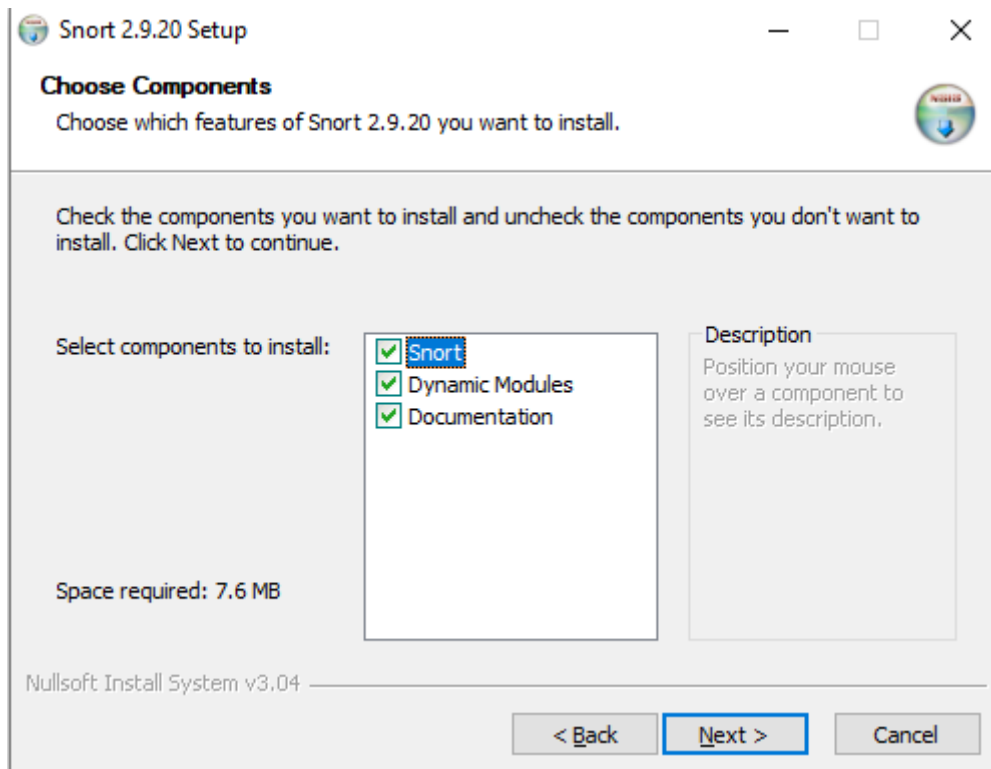 Snort 2.9.20 Setup
Choose Components
Choose which features of Snort 2.9.20 you want to install.
Check the components you want to install and uncheck the components you don't want to
install. Click Next to continue.
Select components to install:
Snort
Dynamic Modules
Documentation
Description
Position your mouse
over a component to
see its description.
Space required: 7.6 MB
Nullsoft Install System v3.04
< Back
Next >
Cancel